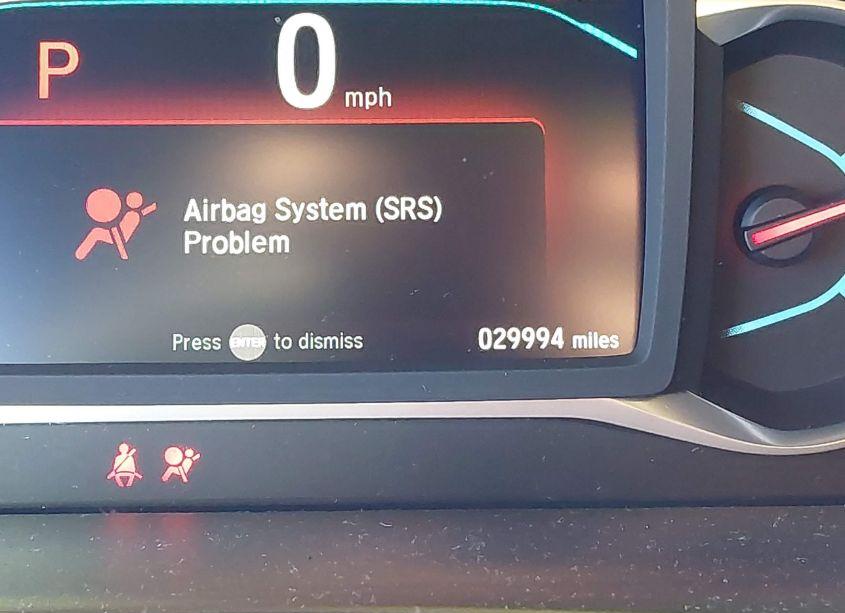 P
0 mph
Airbag System (SRS)
Problem
Press ENTER to dismiss
029994 miles